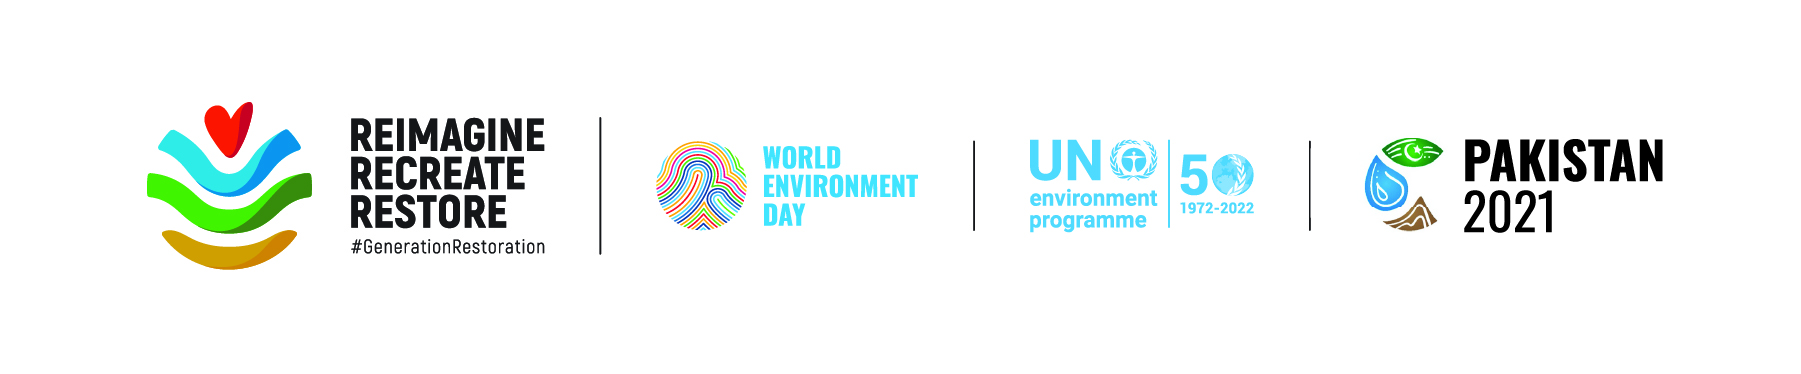 REIMAGINE
RECREATE
RESTORE
#GenerationRestoration
WORLD
ENVIRONMENT
DAY
UN
environment
programme
50
1972-2022
PAKISTAN
2021